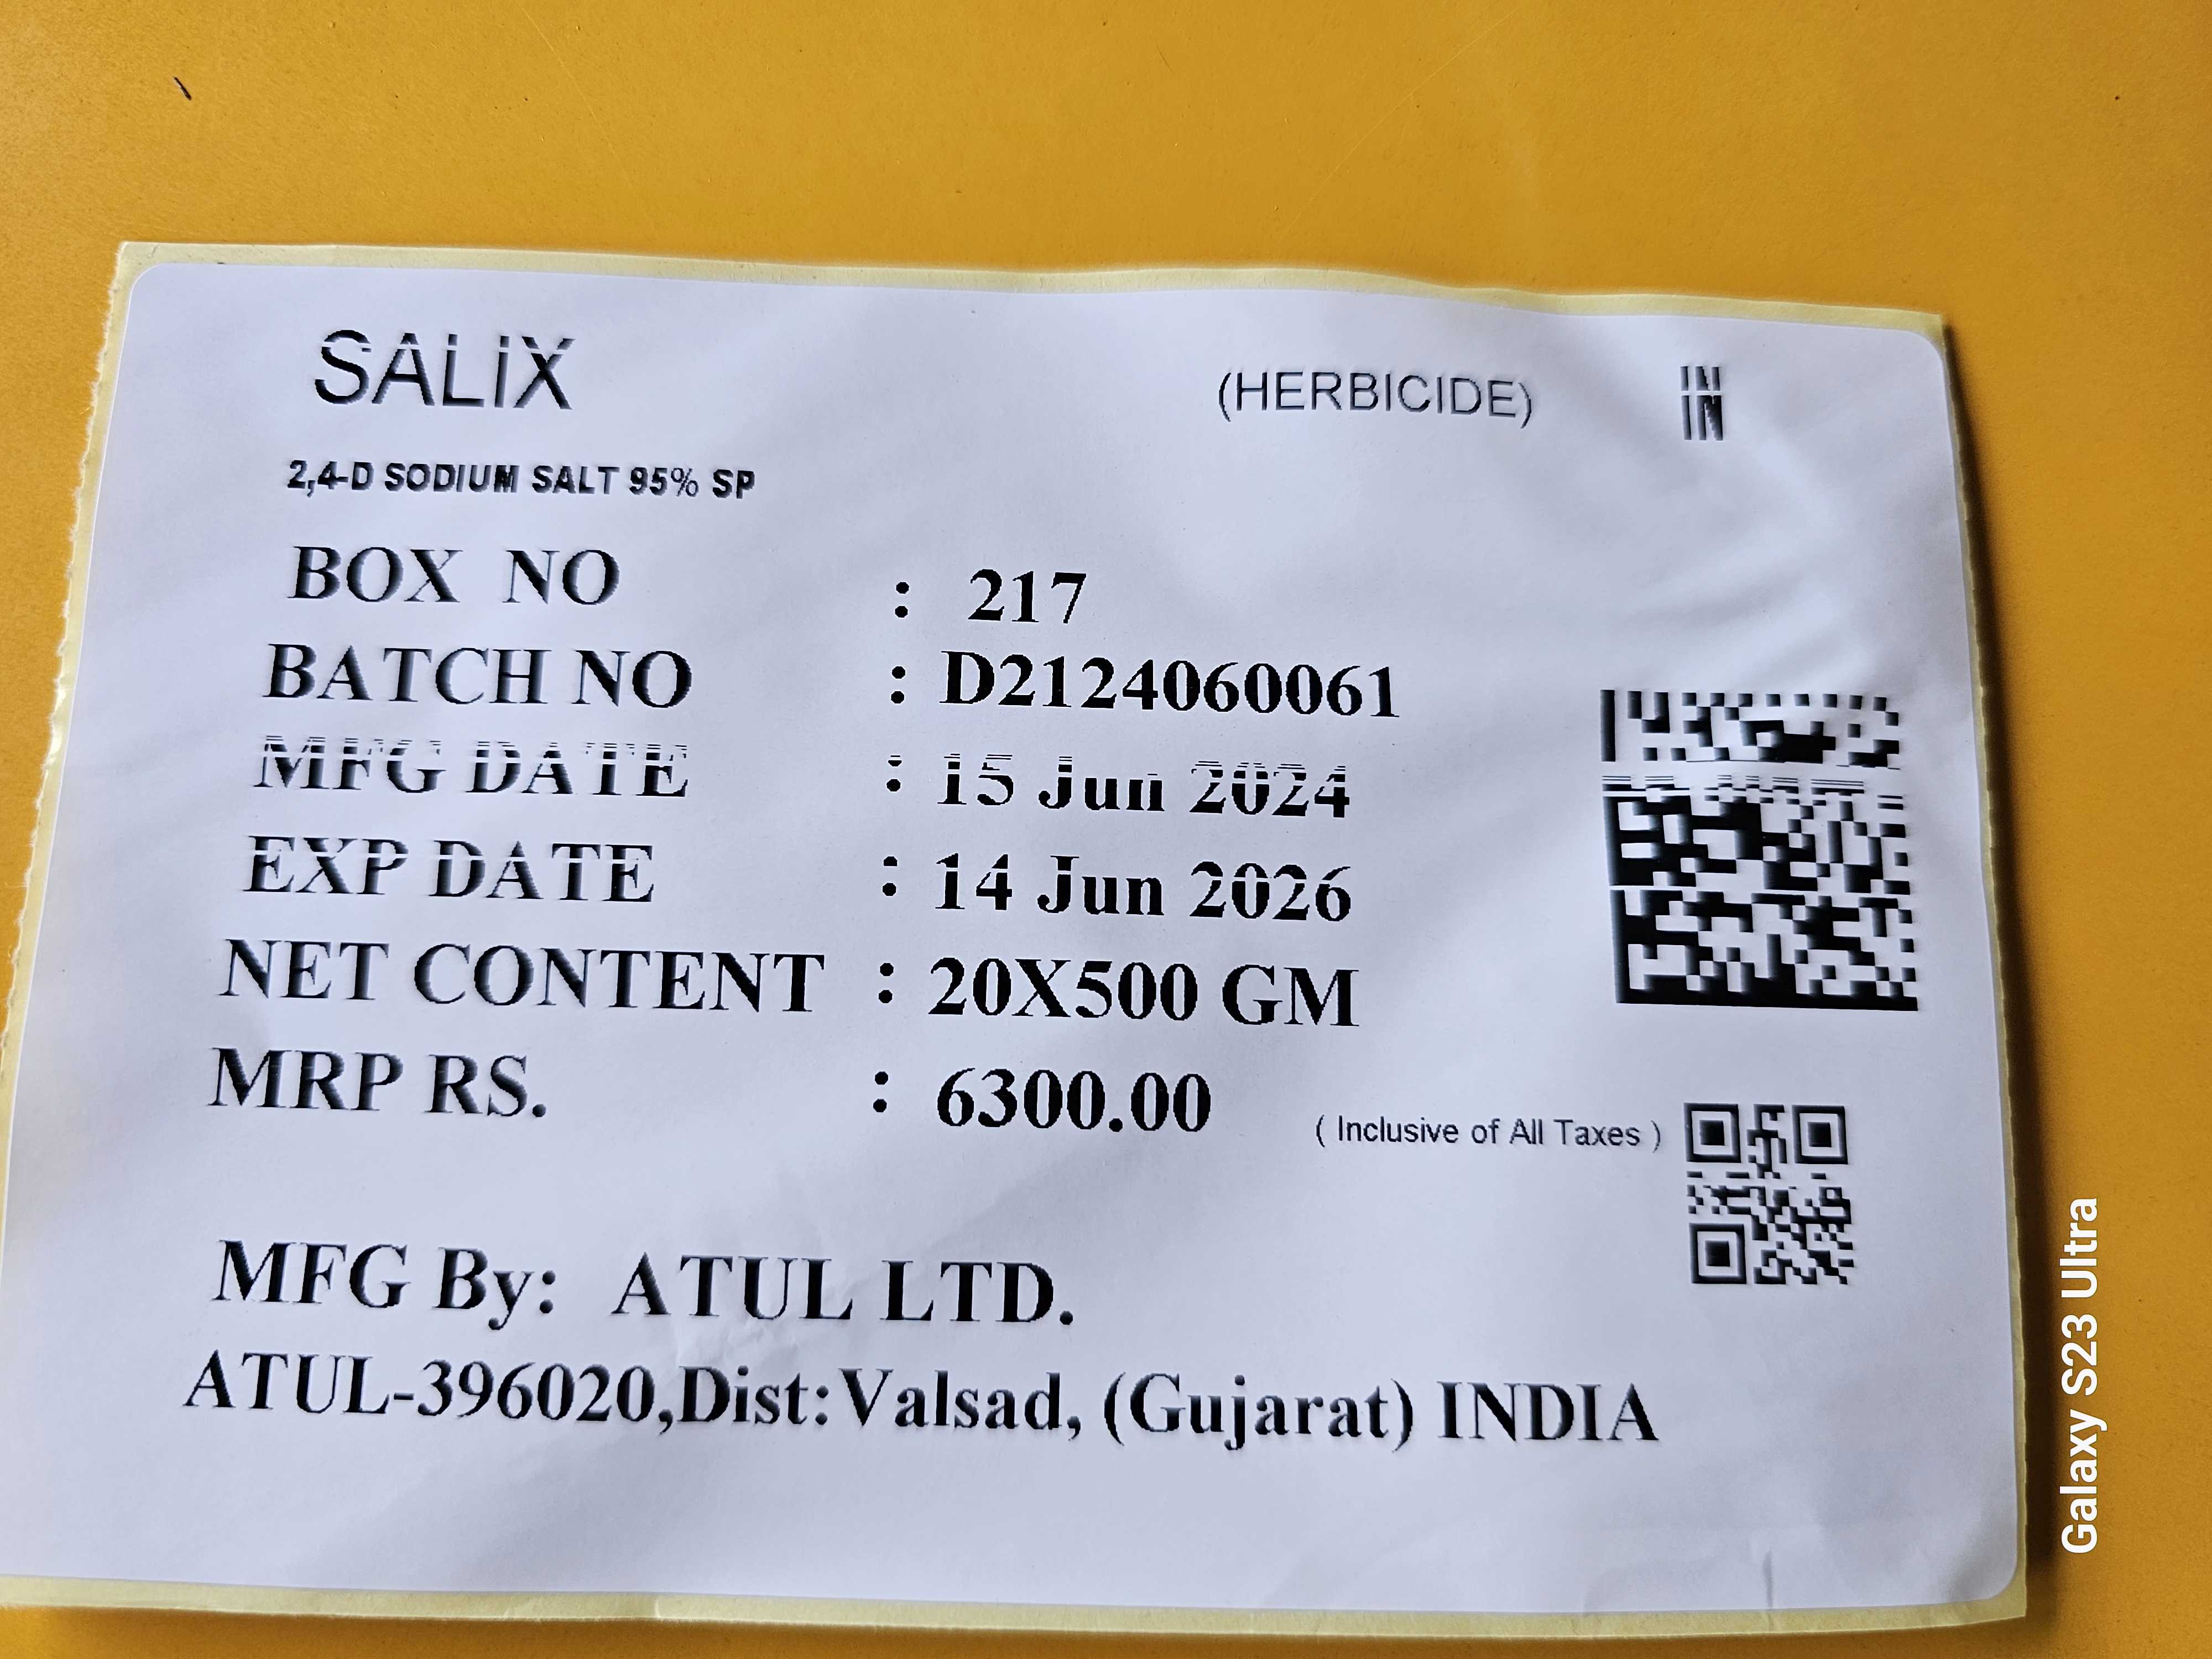 SALiX (HERBICIDE) IN
IN
2,4-D SODIUM SALT 95% SP
BOX NO : 217
BATCH NO : D2124060061
MFG DATE : 15 Jun 2024
EXP DATE : 14 Jun 2026
NET CONTENT : 20X500 GM
MRP RS. : 6300.00 ( Inclusive of All Taxes )
MFG By: ATUL LTD.
ATUL-396020,Dist:Valsad, (Gujarat) INDIA
Galaxy S23 Ultra